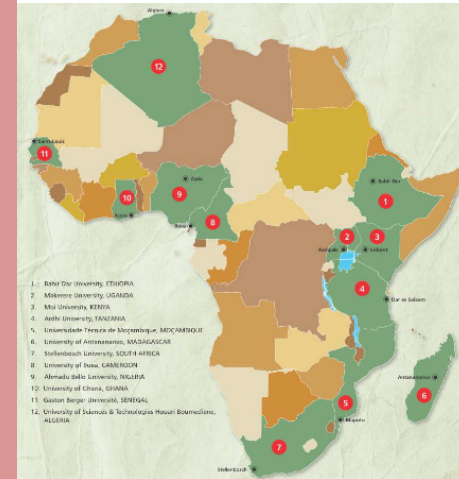 Algiers
12
Saint-Louis
11
Zaria
9
10
Accra
Buea
8
Bahir Dar
1
2
3
Kampala
Eldoret
4
Dar es Salaam
1. Bahir Dar University, ETHIOPIA
2. Makerere University, UGANDA
3. Moi University, KENYA
4. Ardhi University, TANZANIA
5. Universidade Técnica de Moçambique, MOÇAMBIQUE
6. University of Antananarivo, MADAGASCAR
7. Stellenbosch University, SOUTH AFRICA
8. University of Buea, CAMEROON
9. Ahmadu Bello University, NIGERIA
10. University of Ghana, GHANA
11. Gaston Berger Université, SENEGAL
12. University of Sciences & Technologies Houari Boumediene,
ALGERIA
Antananarivo
6
5
Maputo
7
Stellenbosch